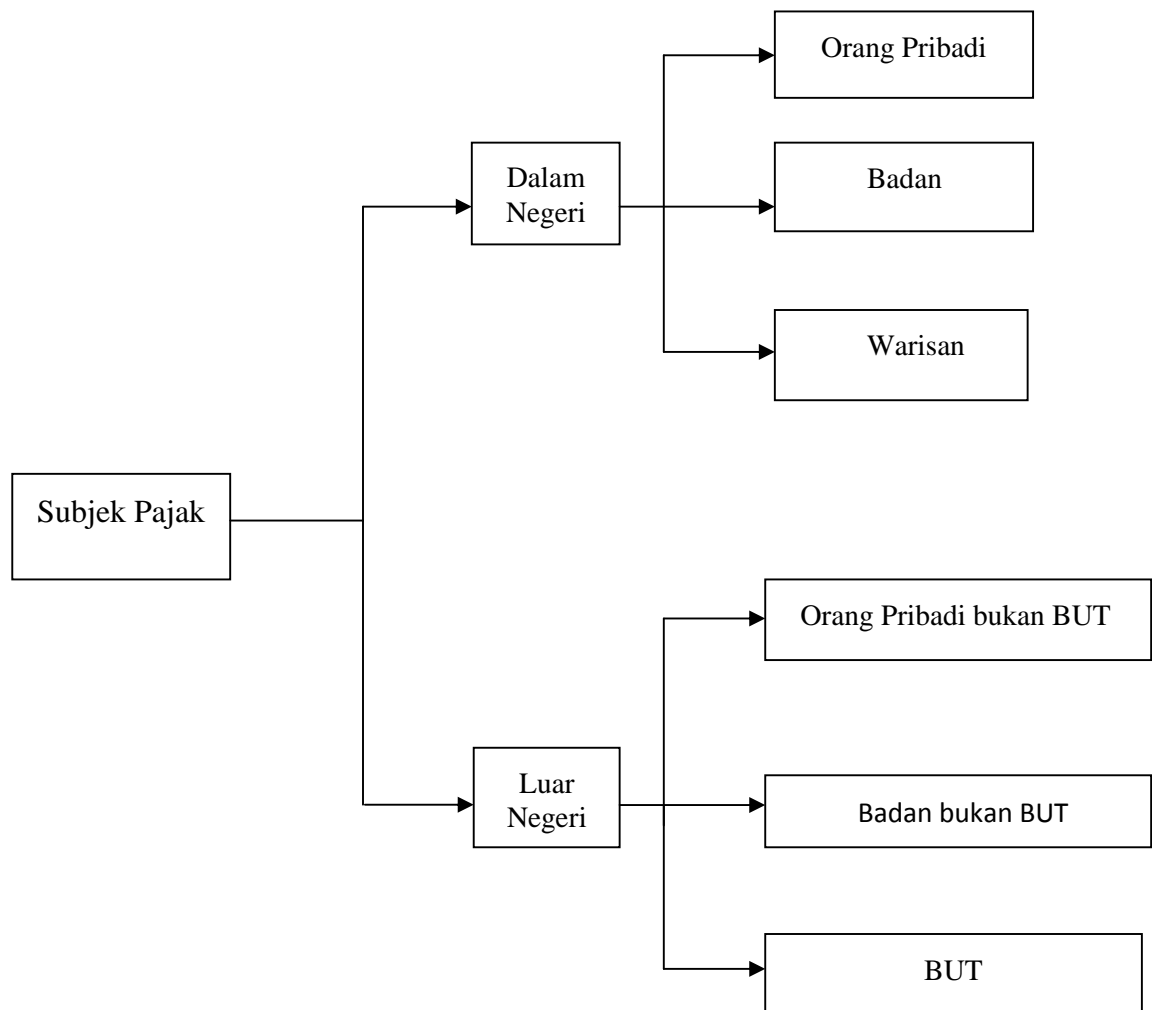 Orang Pribadi
Dalam
Negeri
Badan
Warisan
Subjek Pajak
Orang Pribadi bukan BUT
Luar
Negeri
Badan bukan BUT
BUT